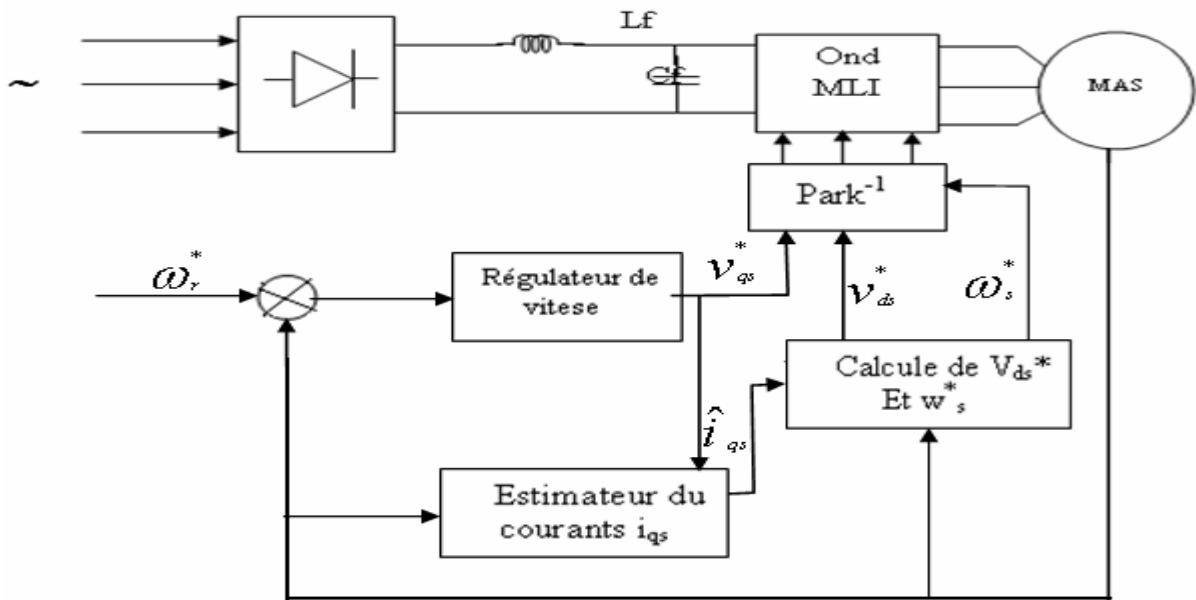 Lf
~
Cf
Ond
MLI
MAS
Park⁻¹
ω*r
Régulateur de
vitese
v*qs
v*ds
ω*s
Calcule de Vds*
Et w*s
î qs
Estimateur du
courants iqs